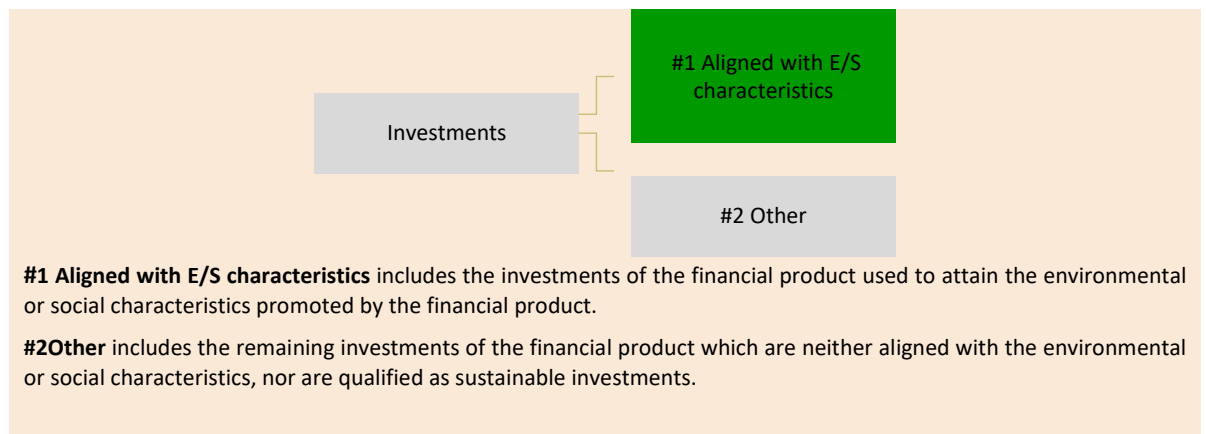 #1 Aligned with E/S
characteristics
Investments
#2 Other
#1 Aligned with E/S characteristics includes the investments of the financial product used to attain the environmental
or social characteristics promoted by the financial product.
#2Other includes the remaining investments of the financial product which are neither aligned with the environmental
or social characteristics, nor are qualified as sustainable investments.